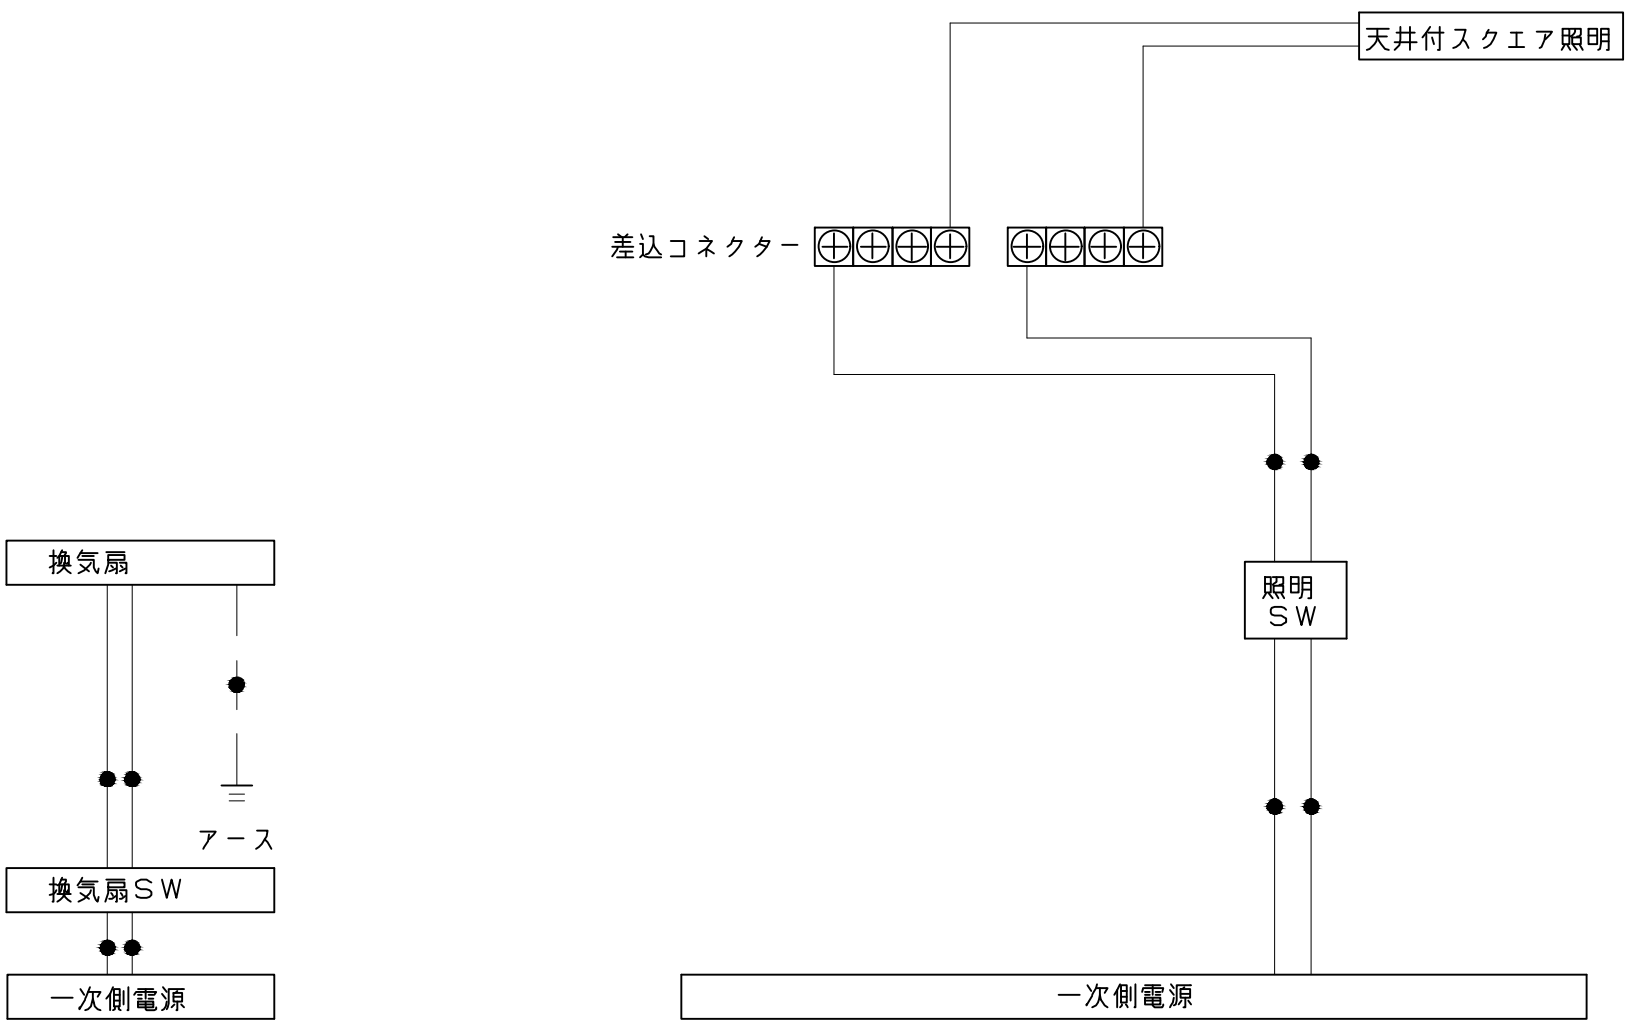 天井付スクエア照明
差込コネクター
換気扇
照明
ＳＷ
アース
換気扇ＳＷ
一次側電源
一次側電源